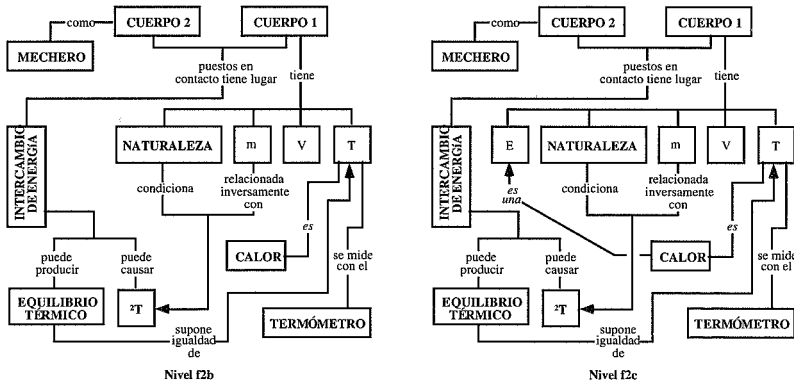 como
CUERPO 2
CUERPO 1
MECHERO
puestos en
contacto tiene lugar
tiene
INTERCAMBIO
DE ENERGÍA
NATURALEZA
m
V
T
condiciona
relacionada
inversamente
con
es
puede
producir
puede
causar
CALOR
se mide
con el
EQUILIBRIO
TÉRMICO
²T
TERMÓMETRO
supone
igualdad
de
Nivel f2b
como
CUERPO 2
CUERPO 1
MECHERO
puestos en
contacto tiene lugar
tiene
INTERCAMBIO
DE ENERGÍA
E
NATURALEZA
m
V
T
es
una
condiciona
relacionada
inversamente
con
es
puede
producir
puede
causar
CALOR
se mide
con el
EQUILIBRIO
TÉRMICO
²T
TERMÓMETRO
supone
igualdad
de
Nivel f2c